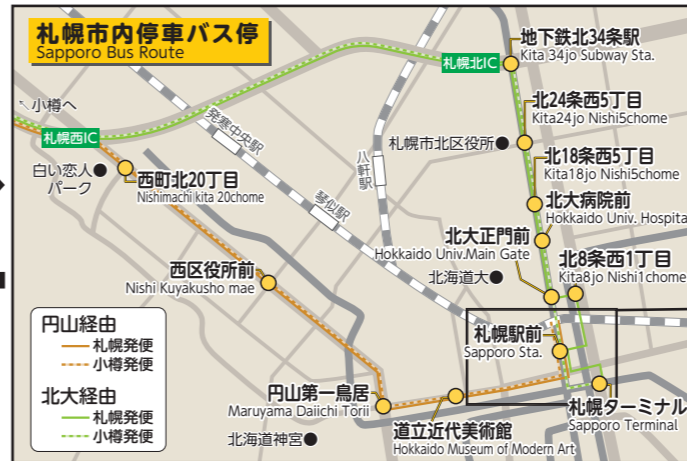 札幌市内停車バス停
Sapporo Bus Route
地下鉄北34条駅
Kita 34jo Subway Sta.
札幌北IC
北24条西5丁目
Kita24jo Nishi5chome
↖小樽へ
札幌西IC
発寒中央駅
札幌市北区役所
八軒駅
北18条西5丁目
Kita18jo Nishi5chome
白い恋人
パーク
西町北20丁目
Nishimachi kita 20chome
琴似駅
北大病院前
Hokkaido Univ. Hospita
北大正門前
Hokkaido Univ.Main Gate
北8条西1丁目
Kita8jo Nishi1chome
西区役所前
Nishi Kuyakusho mae
北海道大
円山経由
札幌発便
小樽発便
北大経由
札幌発便
小樽発便
札幌駅前
Sapporo Sta.
円山第一鳥居
Maruyama Daiichi Torii
北海道神宮
道立近代美術館
Hokkaido Museum of Modern Art
札幌ターミナル
Sapporo Terminal